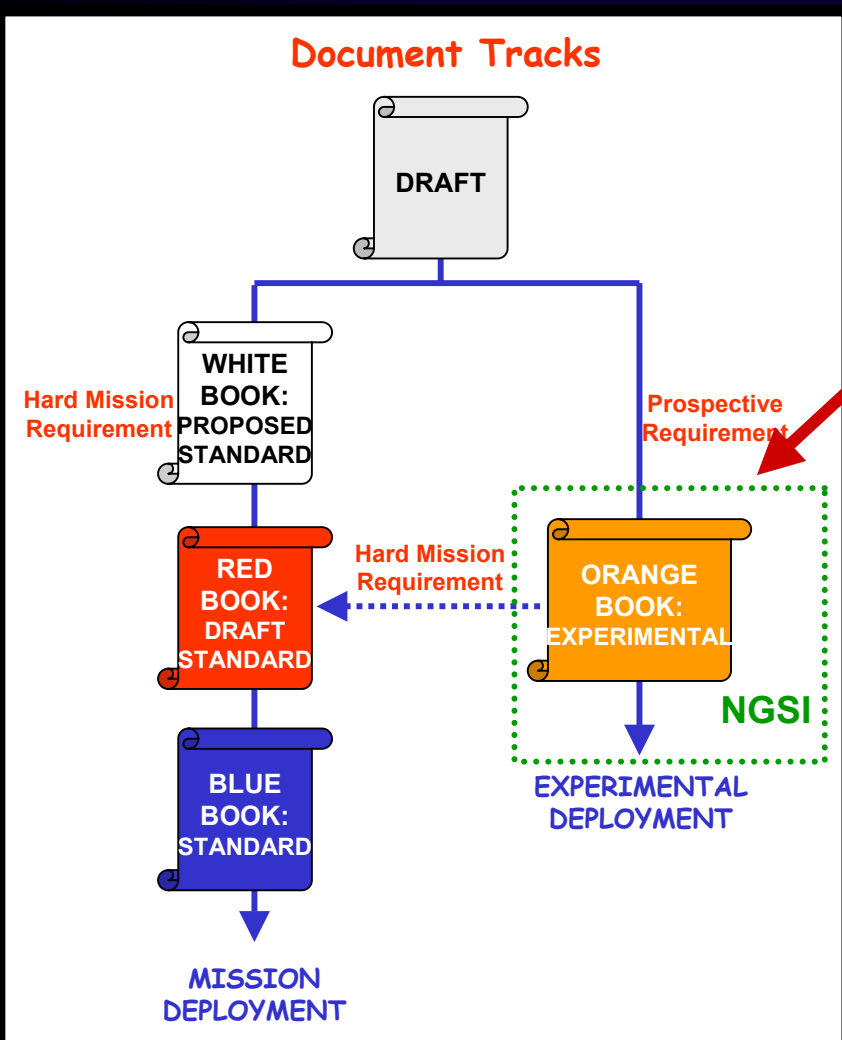 Document Tracks
DRAFT
WHITE
BOOK:
PROPOSED
STANDARD
Hard Mission
Requirement
Prospective
Requirement
RED
BOOK:
DRAFT
STANDARD
Hard Mission
Requirement
ORANGE
BOOK:
EXPERIMENTAL
NGSI
BLUE
BOOK:
STANDARD
EXPERIMENTAL
DEPLOYMENT
MISSION
DEPLOYMENT